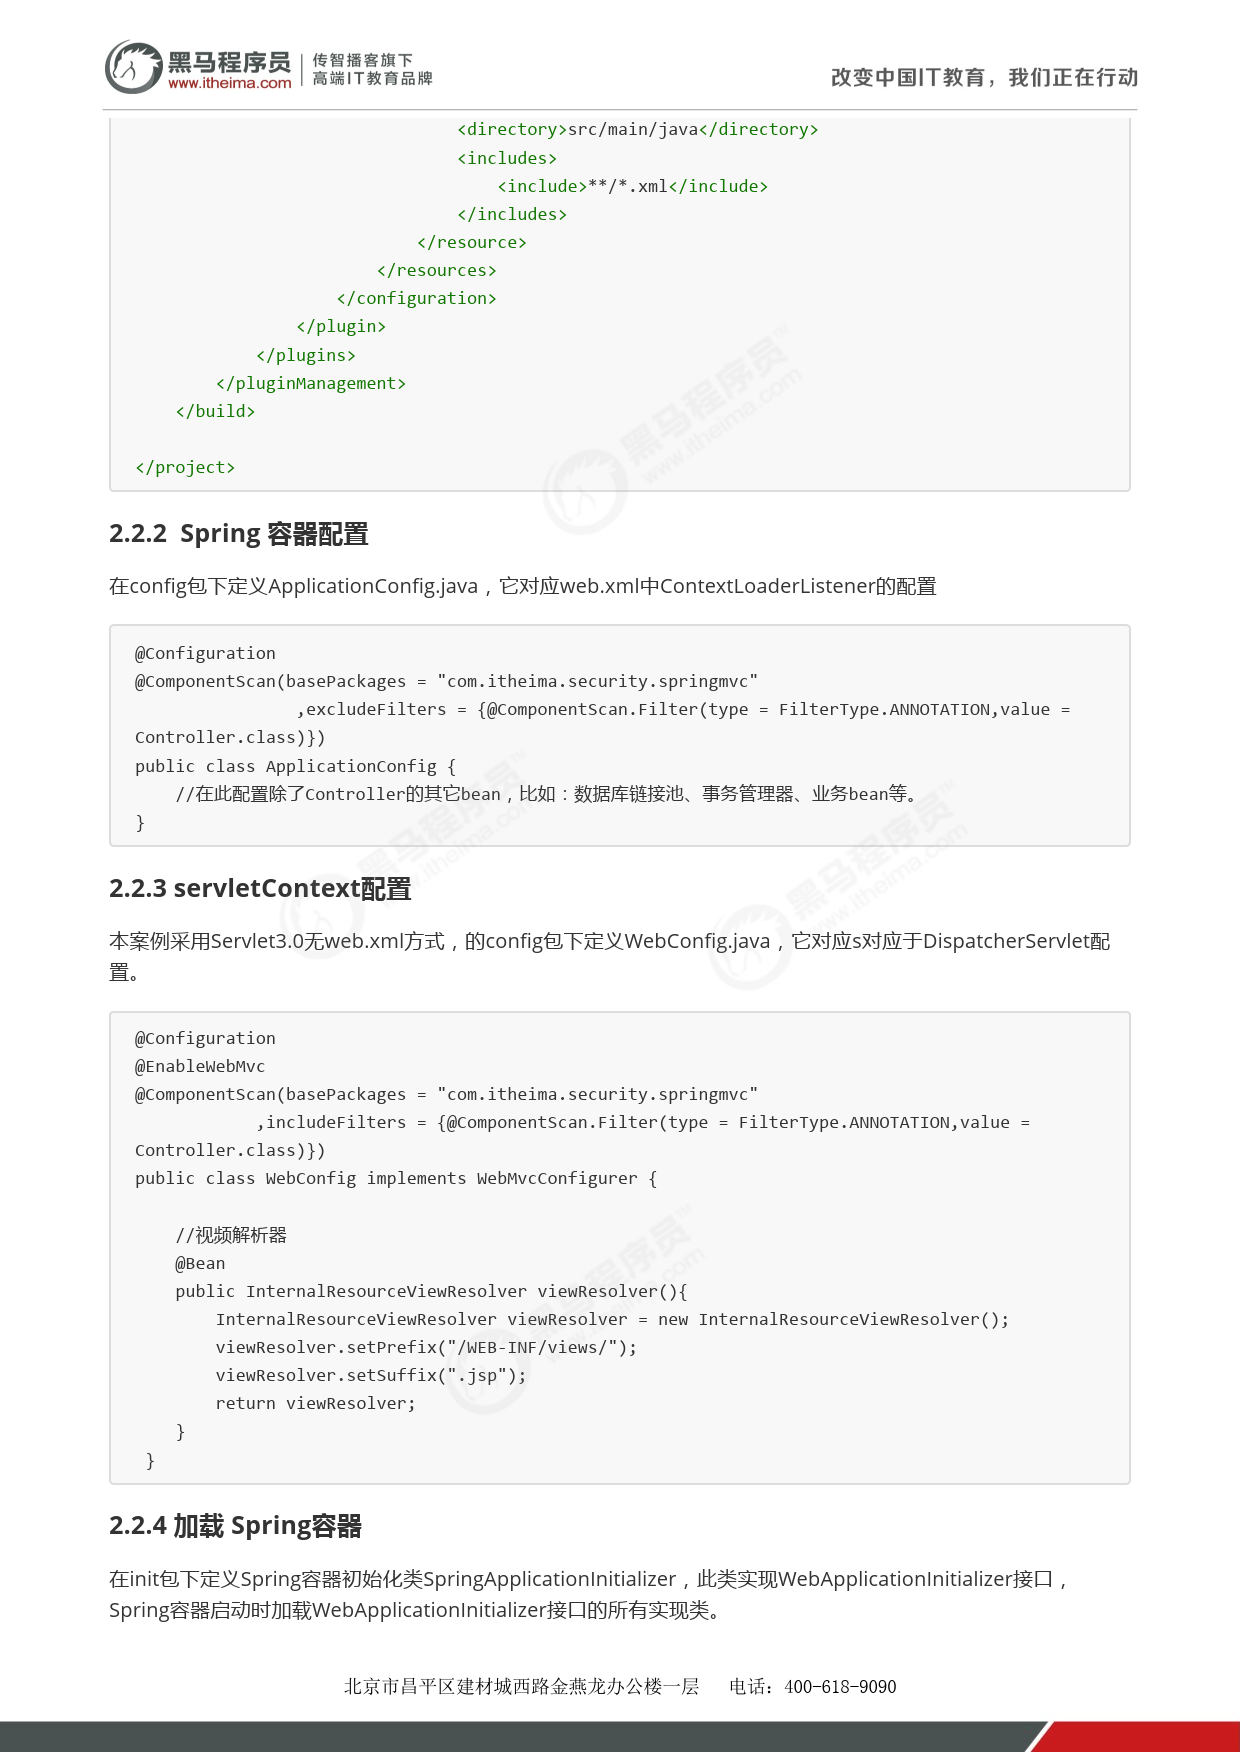 黑马程序员
www.itheima.com
传智播客旗下
高端IT教育品牌
改变中国IT教育，我们正在行动
<directory>src/main/java</directory>
<includes>
<include>**/*.xml</include>
</includes>
</resource>
</resources>
</configuration>
</plugin>
</plugins>
</pluginManagement>
</build>
</project>
2.2.2 Spring 容器配置
在config包下定义ApplicationConfig.java，它对应web.xml中ContextLoaderListener的配置
@Configuration
@ComponentScan(basePackages = "com.itheima.security.springmvc"
,excludeFilters = {@ComponentScan.Filter(type = FilterType.ANNOTATION,value =
Controller.class)})
public class ApplicationConfig {
//在此配置除了Controller的其它bean，比如：数据库链接池、事务管理器、业务bean等。
}
2.2.3 servletContext配置
本案例采用Servlet3.0无web.xml方式，的config包下定义WebConfig.java，它对应s对应于DispatcherServlet配
置。
@Configuration
@EnableWebMvc
@ComponentScan(basePackages = "com.itheima.security.springmvc"
,includeFilters = {@ComponentScan.Filter(type = FilterType.ANNOTATION,value =
Controller.class)})
public class WebConfig implements WebMvcConfigurer {
//视频解析器
@Bean
public InternalResourceViewResolver viewResolver(){
InternalResourceViewResolver viewResolver = new InternalResourceViewResolver();
viewResolver.setPrefix("/WEB-INF/views/");
viewResolver.setSuffix(".jsp");
return viewResolver;
}
}
2.2.4 加载 Spring容器
在init包下定义Spring容器初始化类SpringApplicationInitializer，此类实现WebApplicationInitializer接口，
Spring容器启动时加载WebApplicationInitializer接口的所有实现类。
北京市昌平区建材城西路金燕龙办公楼一层 电话：400-618-9090